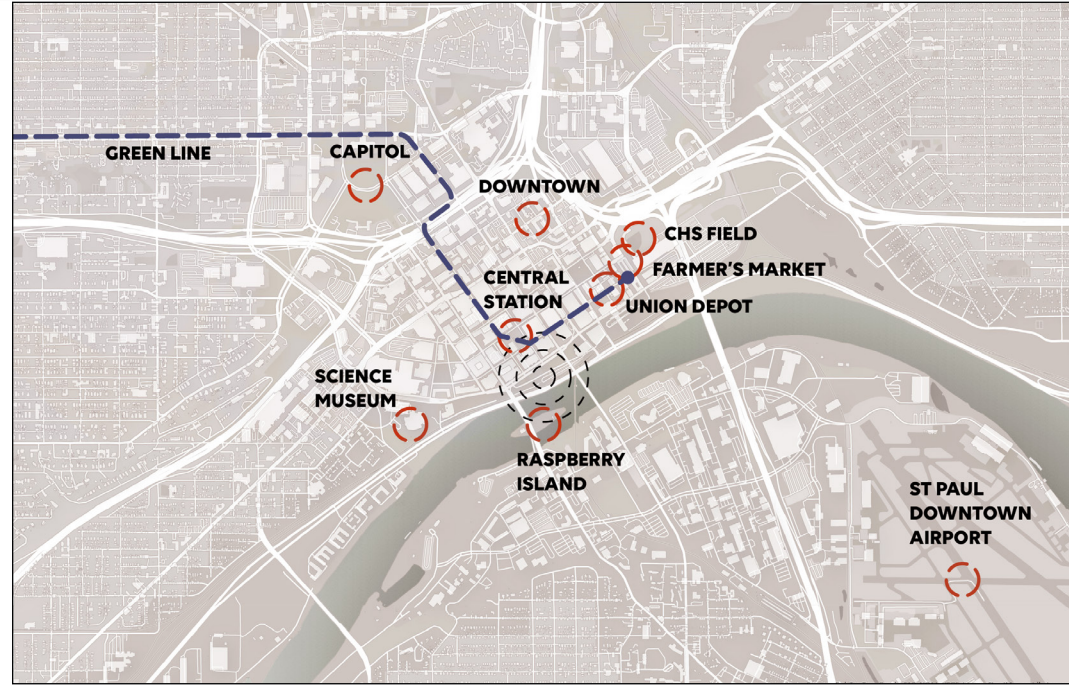 GREEN LINE
CAPITOL
DOWNTOWN
CHS FIELD
FARMER'S MARKET
CENTRAL
STATION
UNION DEPOT
SCIENCE
MUSEUM
RASPBERRY
ISLAND
ST PAUL
DOWNTOWN
AIRPORT